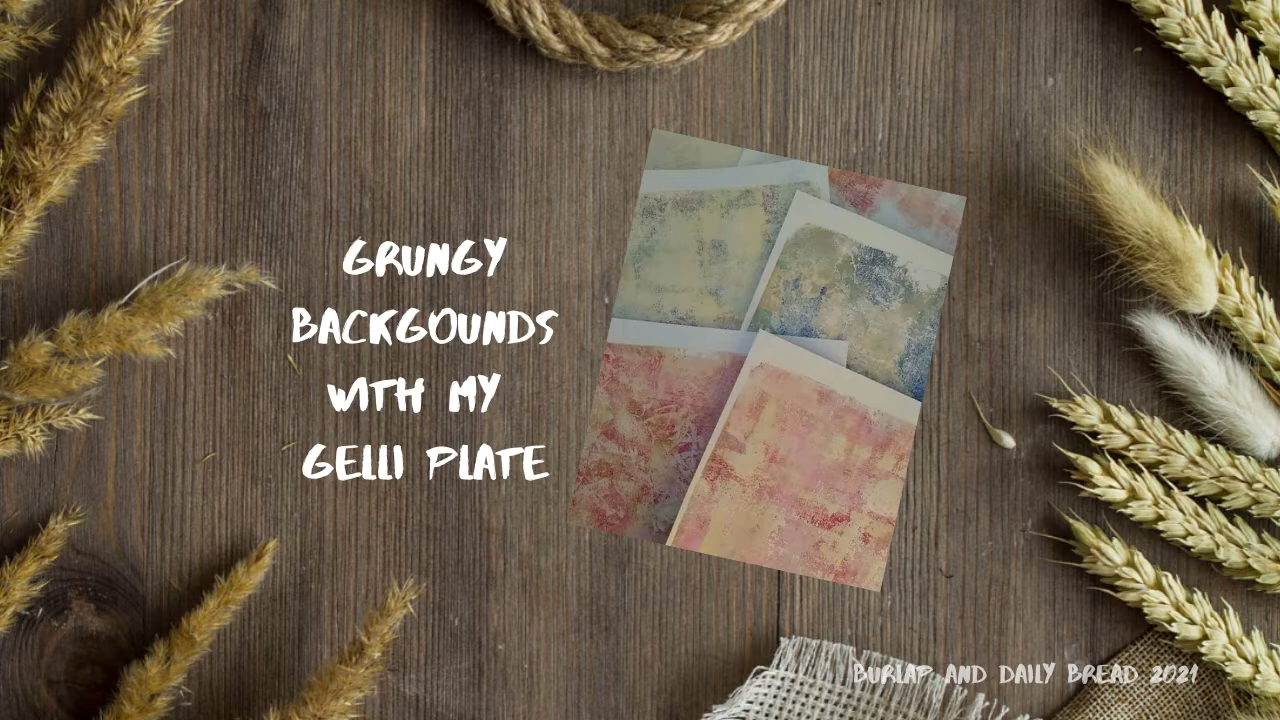 GRUNGY
BACKGOUNDS
WITH MY
GELLI PLATE
BURLAP AND DAILY BREAD 2021